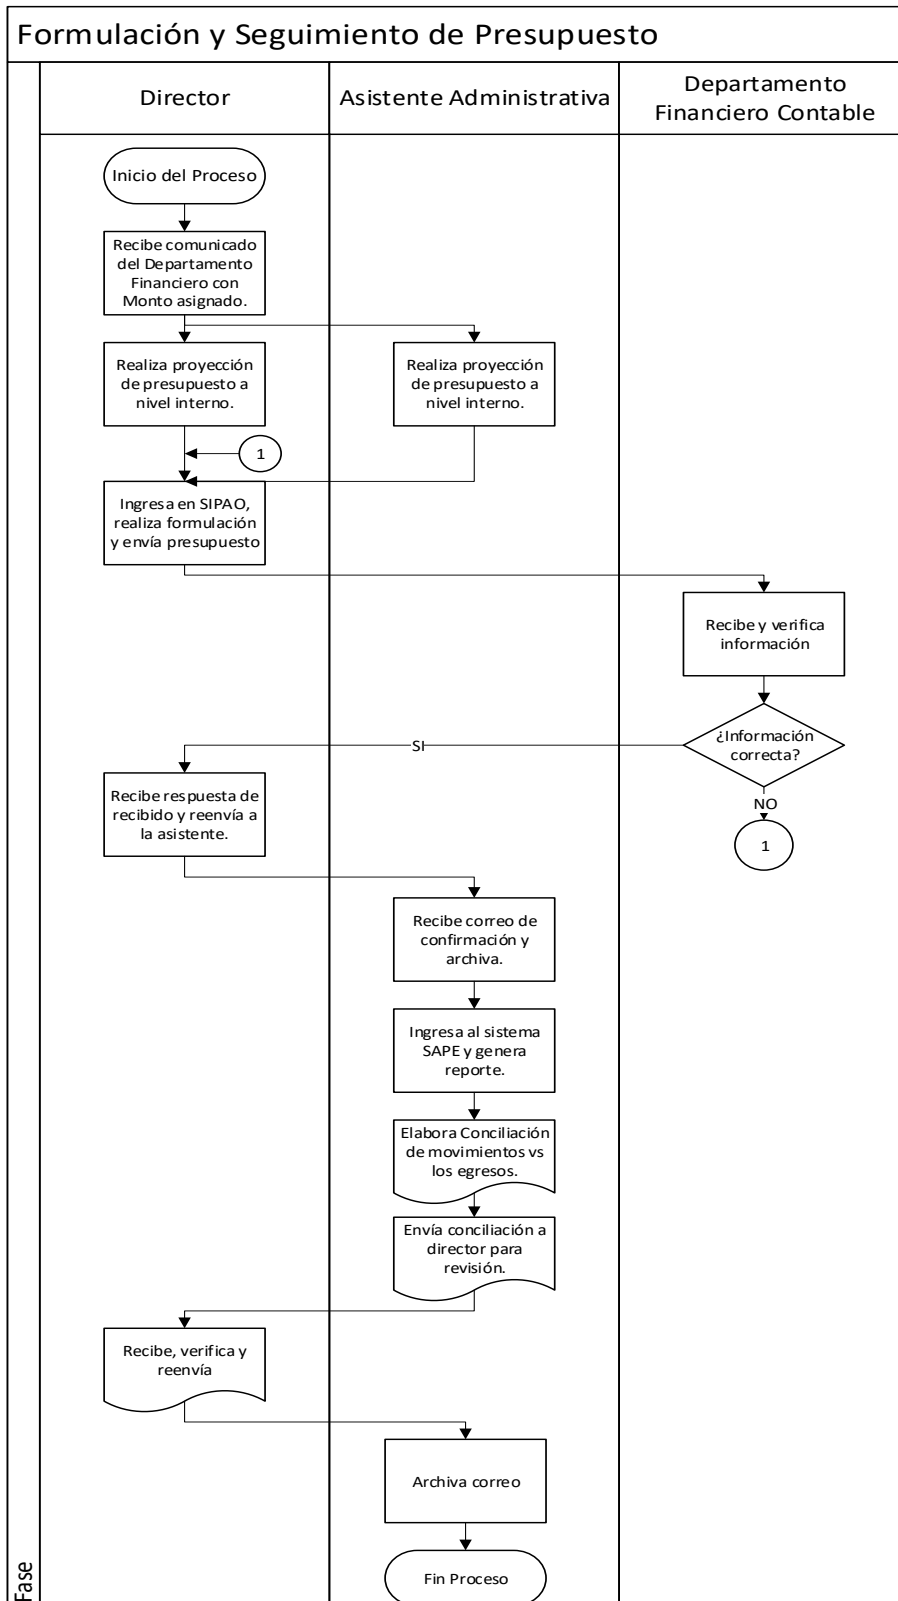 Formulación y Seguimiento de Presupuesto
Director
Asistente Administrativa
Departamento
Financiero Contable
Inicio del Proceso
Recibe comunicado
del Departamento
Financiero con
Monto asignado.
Realiza proyección
de presupuesto a
nivel interno.
Realiza proyección
de presupuesto a
nivel interno.
1
Ingresa en SIPAO,
realiza formulación
y envía presupuesto
Recibe y verifica
información
¿Información
correcta?
SI
NO
1
Recibe respuesta de
recibido y reenvía a
la asistente.
Recibe correo de
confirmación y
archiva.
Ingresa al sistema
SAPE y genera
reporte.
Elabora Conciliación
de movimientos vs
los egresos.
Envía conciliación a
director para
revisión.
Recibe, verifica y
reenvía
Archiva correo
Fin Proceso
Fase